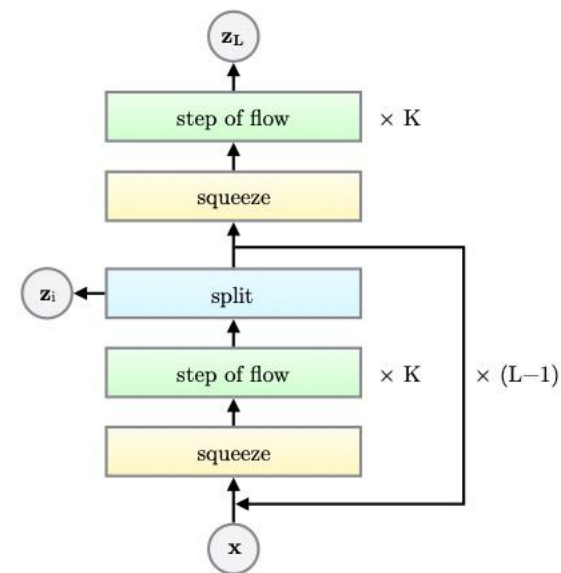 z_L
step of flow × K
squeeze
z_i split
step of flow × K
× (L−1)
squeeze
x